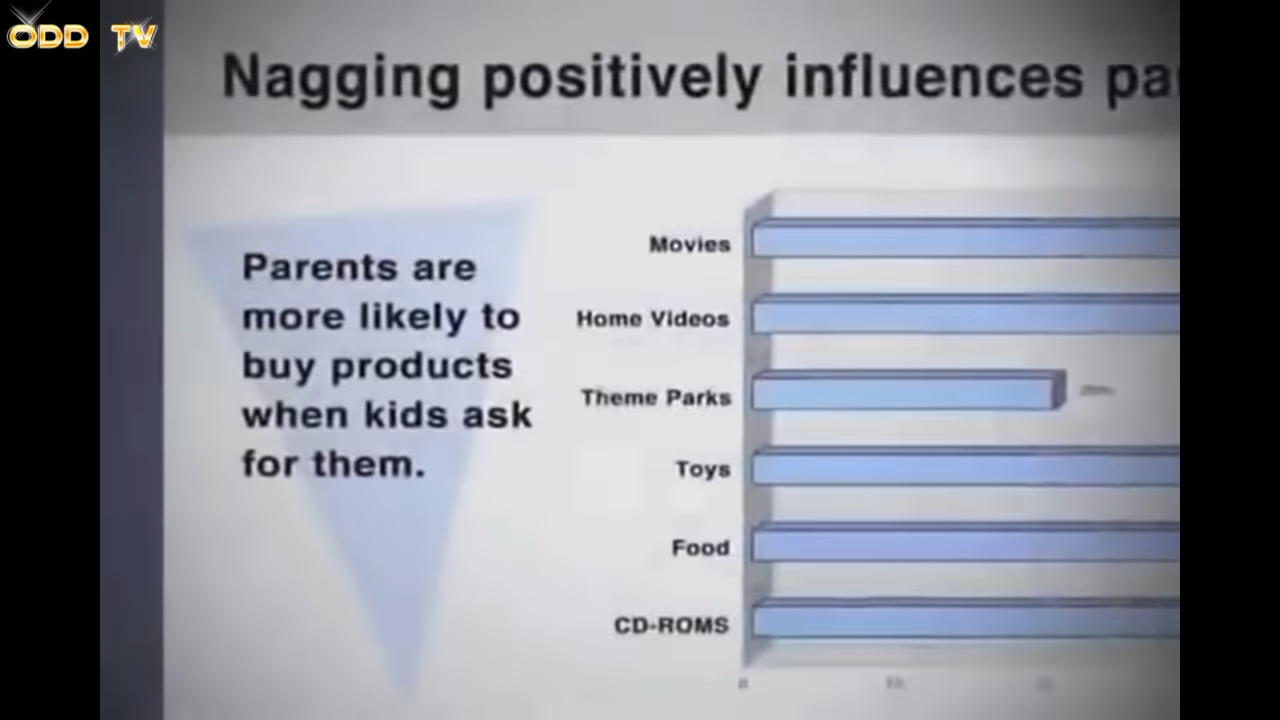 ODD TV
Nagging positively influences
Parents are
more likely to
buy products
when kids ask
for them.
Movies
Home Videos
Theme Parks
Toys
Food
CD-ROMS